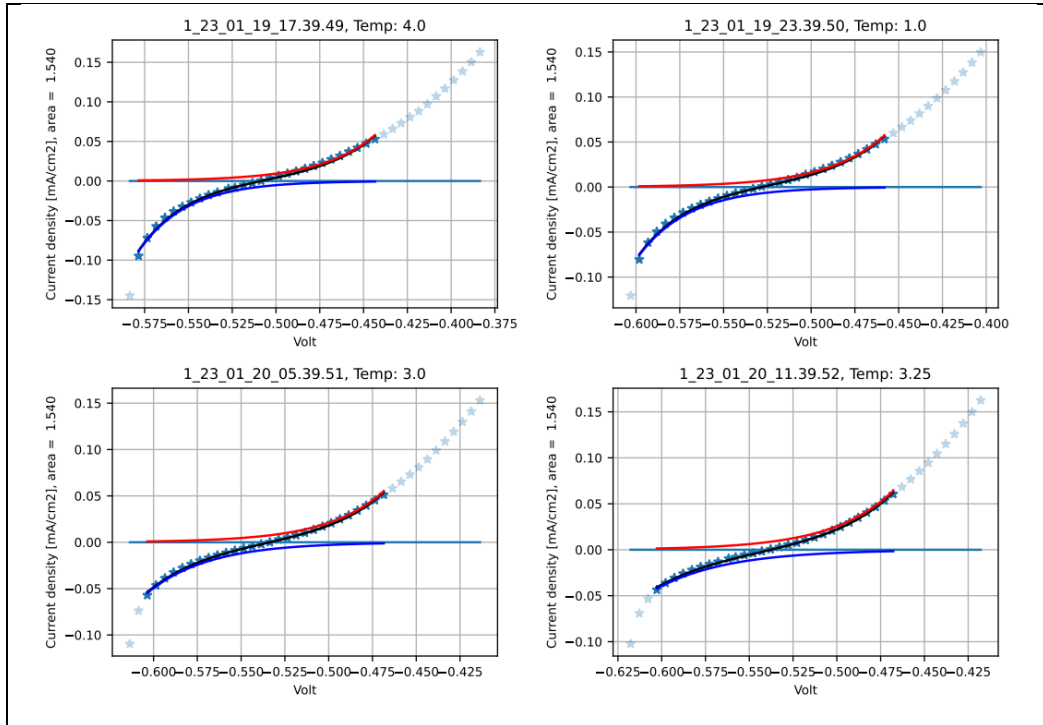 1_23_01_19_17.39.49, Temp: 4.0
Current density [mA/cm2], area = 1.540
0.15
0.10
0.05
0.00
−0.05
−0.10
−0.15
−0.575−0.550−0.525−0.500−0.475−0.450−0.425−0.400−0.375
Volt
1_23_01_19_23.39.50, Temp: 1.0
Current density [mA/cm2], area = 1.540
0.15
0.10
0.05
0.00
−0.05
−0.10
−0.600−0.575−0.550−0.525−0.500−0.475−0.450−0.425−0.400
Volt
1_23_01_20_05.39.51, Temp: 3.0
Current density [mA/cm2], area = 1.540
0.15
0.10
0.05
0.00
−0.05
−0.10
−0.600−0.575−0.550−0.525−0.500−0.475−0.450−0.425
Volt
1_23_01_20_11.39.52, Temp: 3.25
Current density [mA/cm2], area = 1.540
0.15
0.10
0.05
0.00
−0.05
−0.10
−0.625−0.600−0.575−0.550−0.525−0.500−0.475−0.450−0.425
Volt